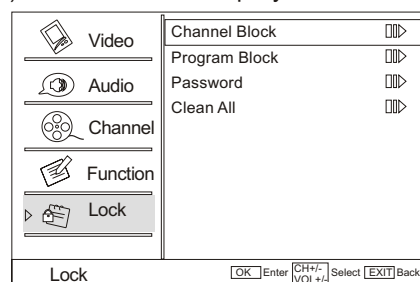 Video
Audio
Channel
Function
Lock
Channel Block
Program Block
Password
Clean All
Lock
OK Enter CH+/- VOL+/- Select EXIT Back